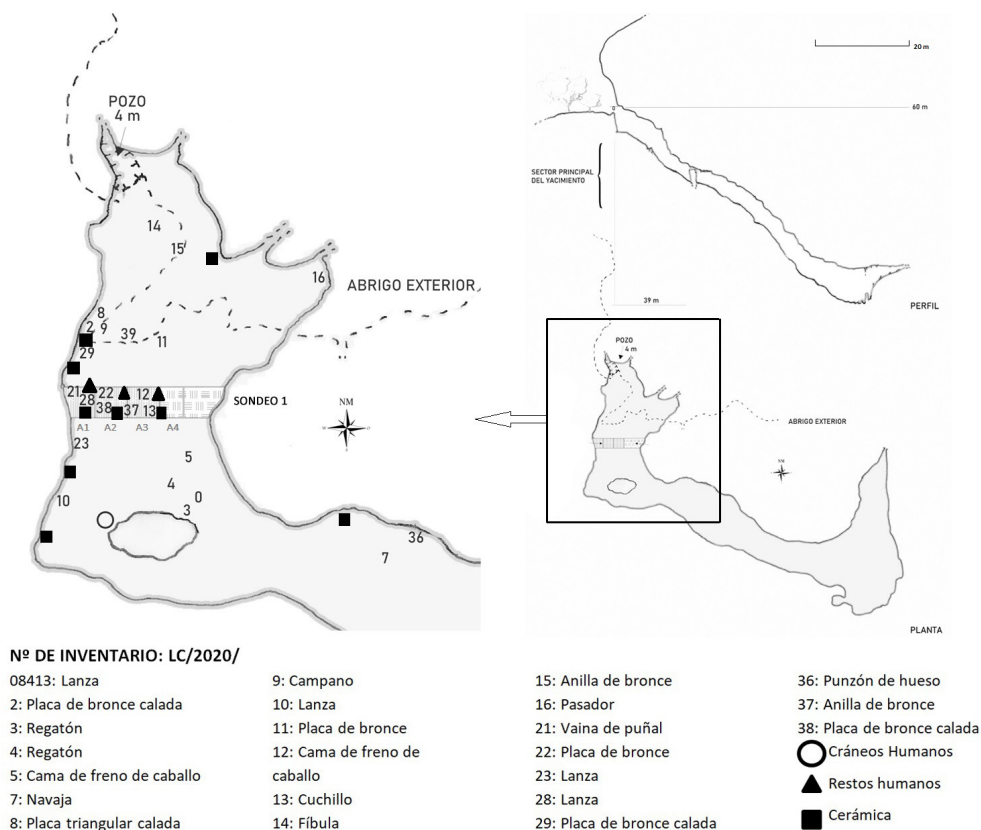 POZO
4 m
14
15
16
ABRIGO EXTERIOR
8
2 9
39
11
29
21 22 12
28
38 37 13
SONDEO 1
A1 A2 A3 A4
NM
23
5
4
0
3
10
36
7
20 m
60 m
SECTOR PRINCIPAL
DEL YACIMIENTO
39 m
PERFIL
POZO
4 m
ABRIGO EXTERIOR
NM
PLANTA
Nº DE INVENTARIO: LC/2020/
08413: Lanza
2: Placa de bronce calada
3: Regatón
4: Regatón
5: Cama de freno de caballo
7: Navaja
8: Placa triangular calada
9: Campano
10: Lanza
11: Placa de bronce
12: Cama de freno de
caballo
13: Cuchillo
14: Fíbula
15: Anilla de bronce
16: Pasador
21: Vaina de puñal
22: Placa de bronce
23: Lanza
28: Lanza
29: Placa de bronce calada
36: Punzón de hueso
37: Anilla de bronce
38: Placa de bronce calada
Cráneos Humanos
Restos humanos
Cerámica